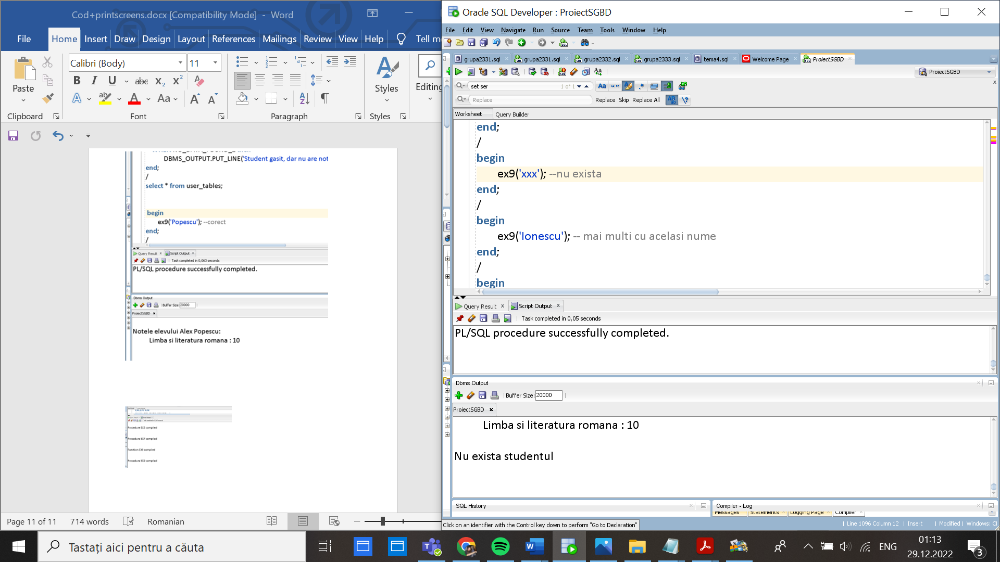 Cod+printscreens.docx [Compatibility Mode] - Word
File Home Insert Draw Design Layout References Mailings Review View Help Tell
Calibri (Body) 11
Paste
Styles
Editing
Clipboard Font Paragraph Styles
DBMS_OUTPUT.PUT_LINE('Student gasit, dar nu are not
end;
/
select * from user_tables;
begin
ex9('Popescu'); --corect
end;
/
Query Result Script Output
Task completed in 0,063 seconds
PL/SQL procedure successfully completed.
Dbms Output
Buffer Size: 20000
ProiectSGBD
Notele elevului Alex Popescu:
Limba si literatura romana : 10
Procedure EX6 compiled
Procedure EX7 compiled
Function EX8 compiled
Procedure EX9 compiled
Page 11 of 11 714 words Romanian
Oracle SQL Developer : ProiectSGBD
File Edit View Navigate Run Source Team Tools Window Help
grupa2331.sql grupa2331.sql grupa2332.sql grupa2333.sql tema4.sql Welcome Page ProiectSGBD
ProiectSGBD
set ser 1 of 1
Replace Replace Skip Replace All
Worksheet Query Builder
end;
/
begin
ex9('xxx'); --nu exista
end;
/
begin
ex9('Ionescu'); -- mai multi cu acelasi nume
end;
/
begin
Query Result Script Output
Task completed in 0,05 seconds
PL/SQL procedure successfully completed.
Dbms Output
Buffer Size: 20000
ProiectSGBD
Limba si literatura romana : 10
Nu exista studentul
SQL History Compiler - Log
Messages Statements Logging Page Compiler
Click on an identifier with the Control key down to perform "Go to Declaration"
Line 1096 Column 12 Insert Modified Windows: CI
Tastați aici pentru a căuta
ENG
01:13
29.12.2022
3